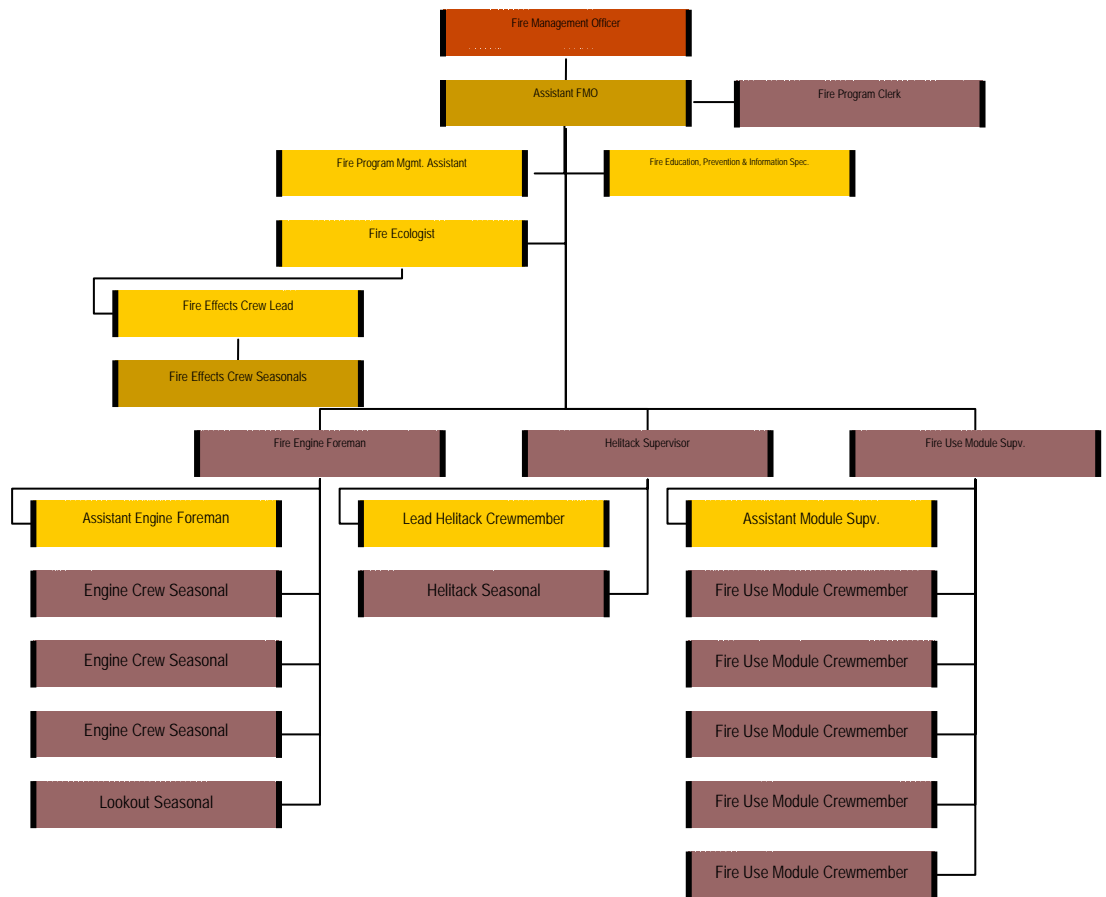 Fire Management Officer
Assistant FMO
Fire Program Clerk
Fire Program Mgmt. Assistant
Fire Education, Prevention & Information Spec.
Fire Ecologist
Fire Effects Crew Lead
Fire Effects Crew Seasonals
Fire Engine Foreman
Helitack Supervisor
Fire Use Module Supv.
Assistant Engine Foreman
Lead Helitack Crewmember
Assistant Module Supv.
Engine Crew Seasonal
Helitack Seasonal
Fire Use Module Crewmember
Engine Crew Seasonal
Fire Use Module Crewmember
Engine Crew Seasonal
Fire Use Module Crewmember
Lookout Seasonal
Fire Use Module Crewmember
Fire Use Module Crewmember